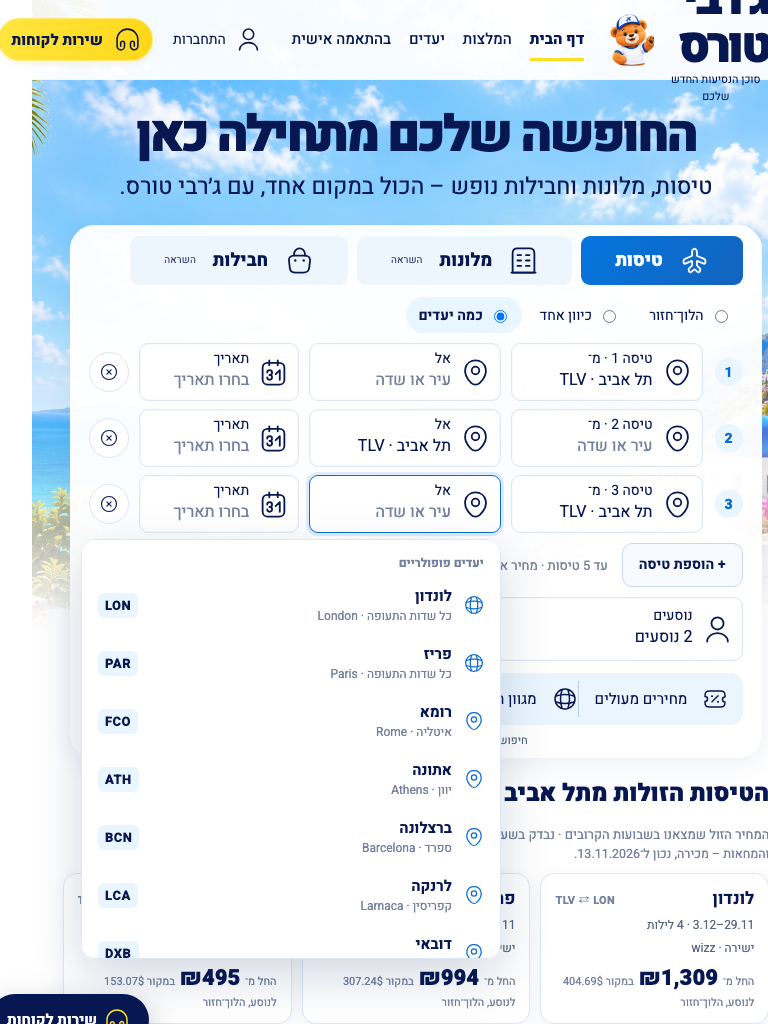 ג׳רבי
טורס
סוכן הנסיעות החדש
שלכם
דף הבית
המלצות
יעדים
בהתאמה אישית
התחברות
שירות לקוחות
החופשה שלכם מתחילה כאן
טיסות, מלונות וחבילות נופש – הכול במקום אחד, עם ג׳רבי טורס.
טיסות
מלונות השראה
חבילות השראה
הלוך־חזור
כיוון אחד
כמה יעדים
1
טיסה 1 · מ־
תל אביב · TLV
אל
עיר או שדה
תאריך
בחרו תאריך
2
טיסה 2 · מ־
עיר או שדה
אל
תל אביב · TLV
תאריך
בחרו תאריך
3
טיסה 3 · מ־
תל אביב · TLV
אל
עיר או שדה
תאריך
בחרו תאריך
+ הוספת טיסה
עד 5 טיסות · מחיר
נוסעים
2 נוסעים
מחירים מעולים
מגוון
יעדים פופולריים
לונדון
כל שדות התעופה · London
LON
פריז
כל שדות התעופה · Paris
PAR
רומא
איטליה · Rome
FCO
אתונה
יוון · Athens
ATH
ברצלונה
ספרד · Barcelona
BCN
לרנקה
קפריסין · Larnaca
LCA
דובאי
DXB
הטיסות הזולות מתל אביב
המחיר הזול שמצאנו בשבועות הקרובים · נבדק
והמחאות – מכירה, נכון ל־13.11.2026.
לונדון
TLV ⇄ LON
29.11–3.12 · 4 לילות
ישירה · wizz
החל מ־ ₪1,309 במקור 404.69$
לנוסע, הלוך־חזור
החל מ־ ₪994 במקור 307.24$
לנוסע, הלוך־חזור
החל מ־ ₪495 במקור 153.07$
לנוסע, הלוך־חזור
שירות לקוחות